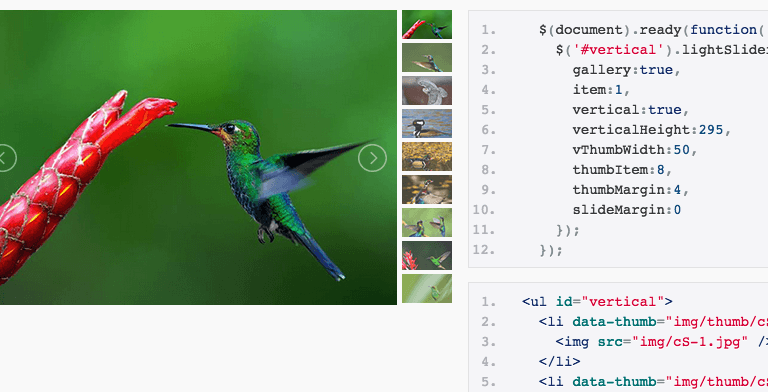 1. $(document).ready(function(
2. $('#vertical').lightSlider
3. gallery:true,
4. item:1,
5. vertical:true,
6. verticalHeight:295,
7. vThumbWidth:50,
8. thumbItem:8,
9. thumbMargin:4,
10. slideMargin:0
11. });
12. });
1. <ul id="vertical">
2. <li data-thumb="img/thumb/cS
3. <img src="img/cS-1.jpg" />
4. </li>
5. <li data-thumb="img/thumb/cS